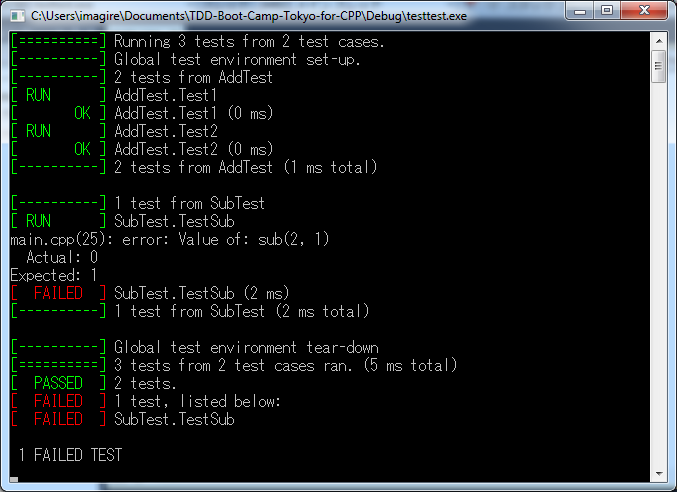 C:\Users\imagire\Documents\TDD-Boot-Camp-Tokyo-for-CPP\Debug\testtest.exe
[==========] Running 3 tests from 2 test cases.
[----------] Global test environment set-up.
[----------] 2 tests from AddTest
[ RUN      ] AddTest.Test1
[       OK ] AddTest.Test1 (0 ms)
[ RUN      ] AddTest.Test2
[       OK ] AddTest.Test2 (0 ms)
[----------] 2 tests from AddTest (1 ms total)
[----------] 1 test from SubTest
[ RUN      ] SubTest.TestSub
main.cpp(25): error: Value of: sub(2, 1)
  Actual: 0
Expected: 1
[  FAILED  ] SubTest.TestSub (2 ms)
[----------] 1 test from SubTest (2 ms total)
[----------] Global test environment tear-down
[==========] 3 tests from 2 test cases ran. (5 ms total)
[  PASSED  ] 2 tests.
[  FAILED  ] 1 test, listed below:
[  FAILED  ] SubTest.TestSub
 1 FAILED TEST